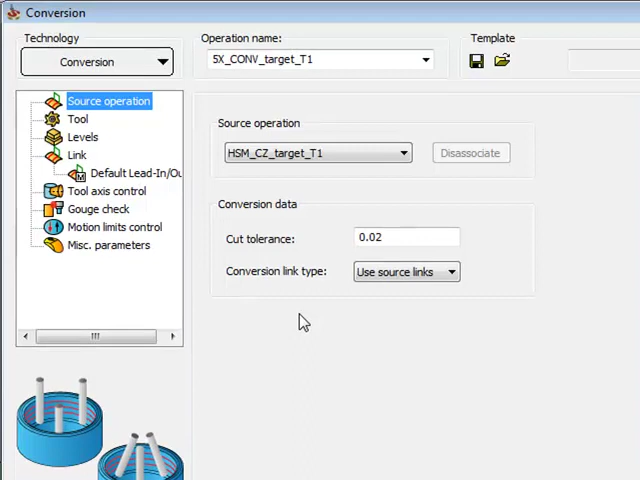 Conversion
Technology
Conversion
Operation name:
5X_CONV_target_T1
Template
Source operation
Tool
Levels
Link
Default Lead-In/Ou
Tool axis control
Gouge check
Motion limits control
Misc. parameters
Source operation
HSM_CZ_target_T1
Disassociate
Conversion data
Cut tolerance:
0.02
Conversion link type:
Use source links